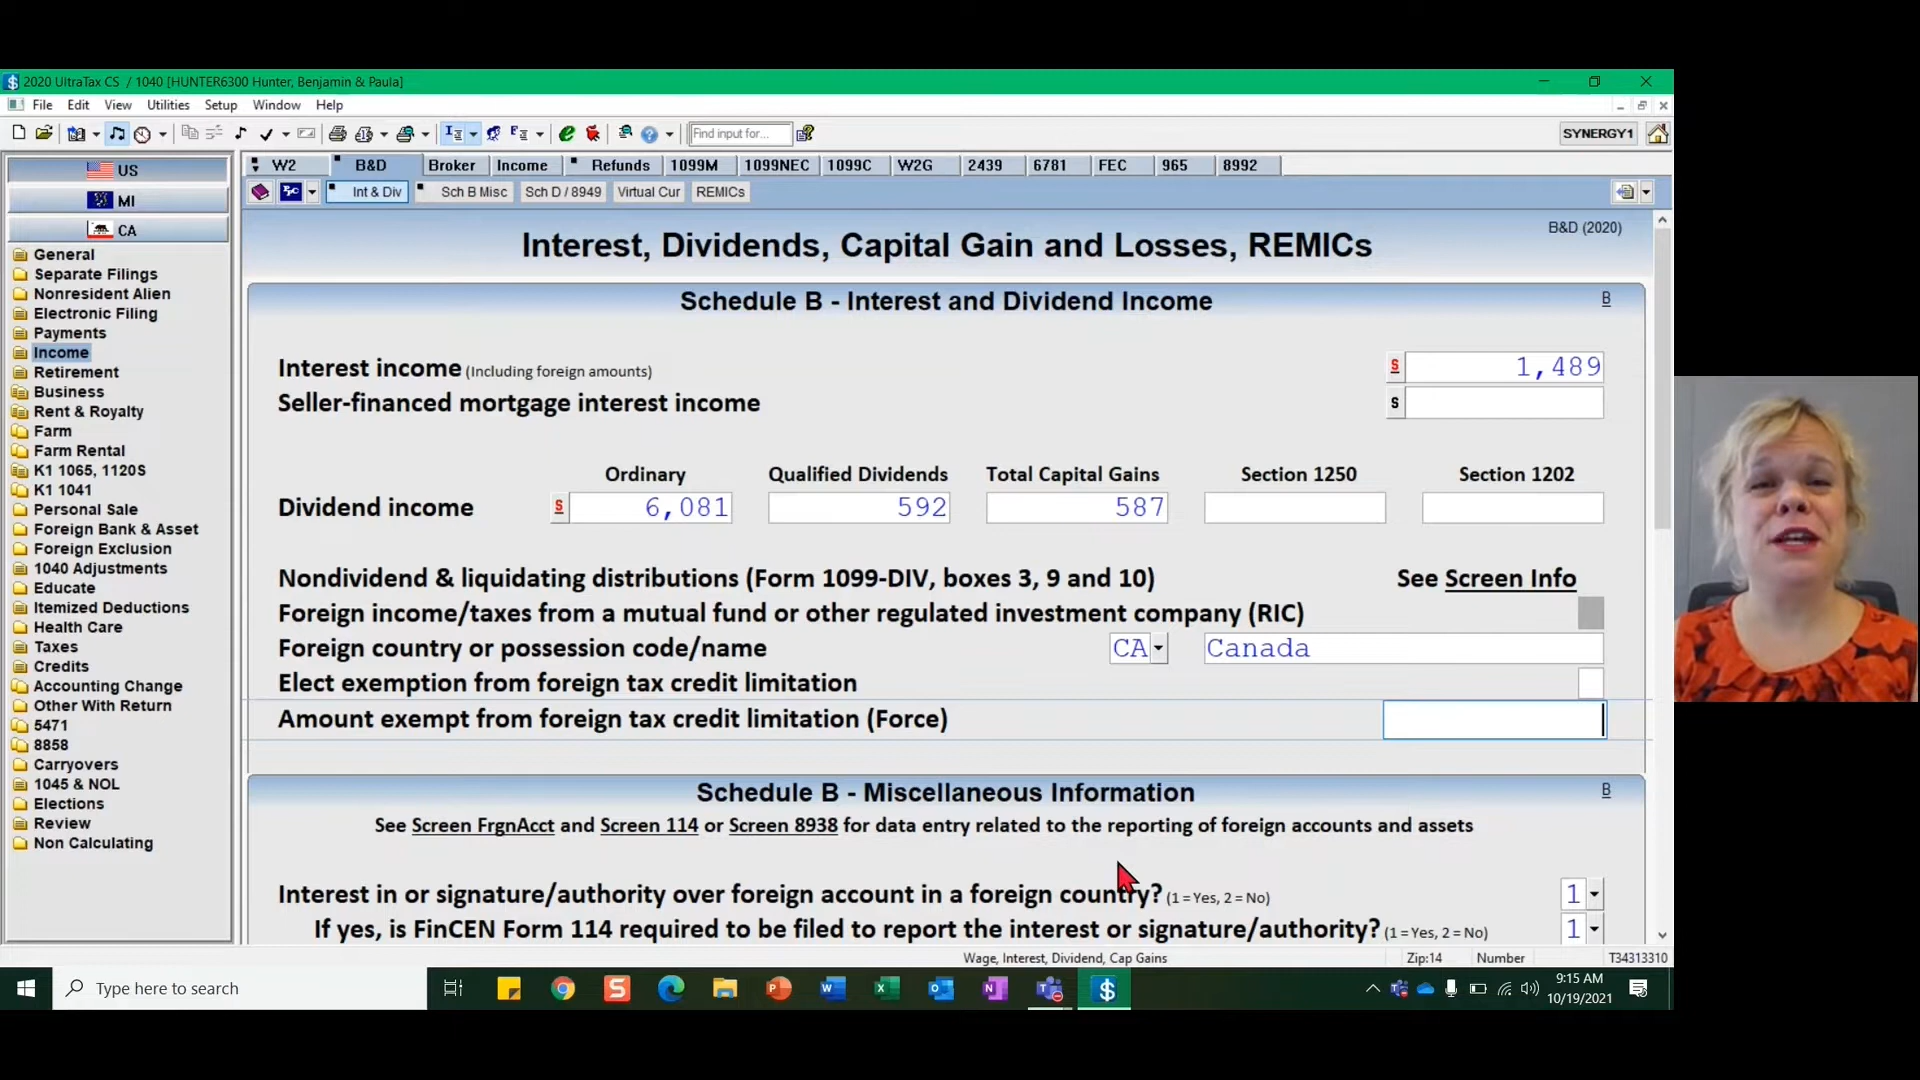 2020 UltraTax CS / 1040 [HUNTER6300 Hunter, Benjamin & Paula]
File Edit View Utilities Setup Window Help
Find input for...
SYNERGY1
US
MI
CA
General
Separate Filings
Nonresident Alien
Electronic Filing
Payments
Income
Retirement
Business
Rent & Royalty
Farm
Farm Rental
K1 1065, 1120S
K1 1041
Personal Sale
Foreign Bank & Asset
Foreign Exclusion
1040 Adjustments
Educate
Itemized Deductions
Health Care
Taxes
Credits
Accounting Change
Other With Return
5471
8858
Carryovers
1045 & NOL
Elections
Review
Non Calculating
W2 B&D Broker Income Refunds 1099M 1099NEC 1099C W2G 2439 6781 FEC 965 8992
Int & Div Sch B Misc Sch D / 8949 Virtual Cur REMICs
B&D (2020)
Interest, Dividends, Capital Gain and Losses, REMICs
Schedule B - Interest and Dividend Income B
Interest income (Including foreign amounts) S 1,489
Seller-financed mortgage interest income S
Ordinary Qualified Dividends Total Capital Gains Section 1250 Section 1202
Dividend income S 6,081 592 587
Nondividend & liquidating distributions (Form 1099-DIV, boxes 3, 9 and 10) See Screen Info
Foreign income/taxes from a mutual fund or other regulated investment company (RIC)
Foreign country or possession code/name CA Canada
Elect exemption from foreign tax credit limitation
Amount exempt from foreign tax credit limitation (Force)
Schedule B - Miscellaneous Information B
See Screen FrgnAcct and Screen 114 or Screen 8938 for data entry related to the reporting of foreign accounts and assets
Interest in or signature/authority over foreign account in a foreign country? (1 = Yes, 2 = No) 1
If yes, is FinCEN Form 114 required to be filed to report the interest or signature/authority? (1 = Yes, 2 = No) 1
Wage, Interest, Dividend, Cap Gains Zip:14 Number T34313310
Type here to search
9:15 AM
10/19/2021